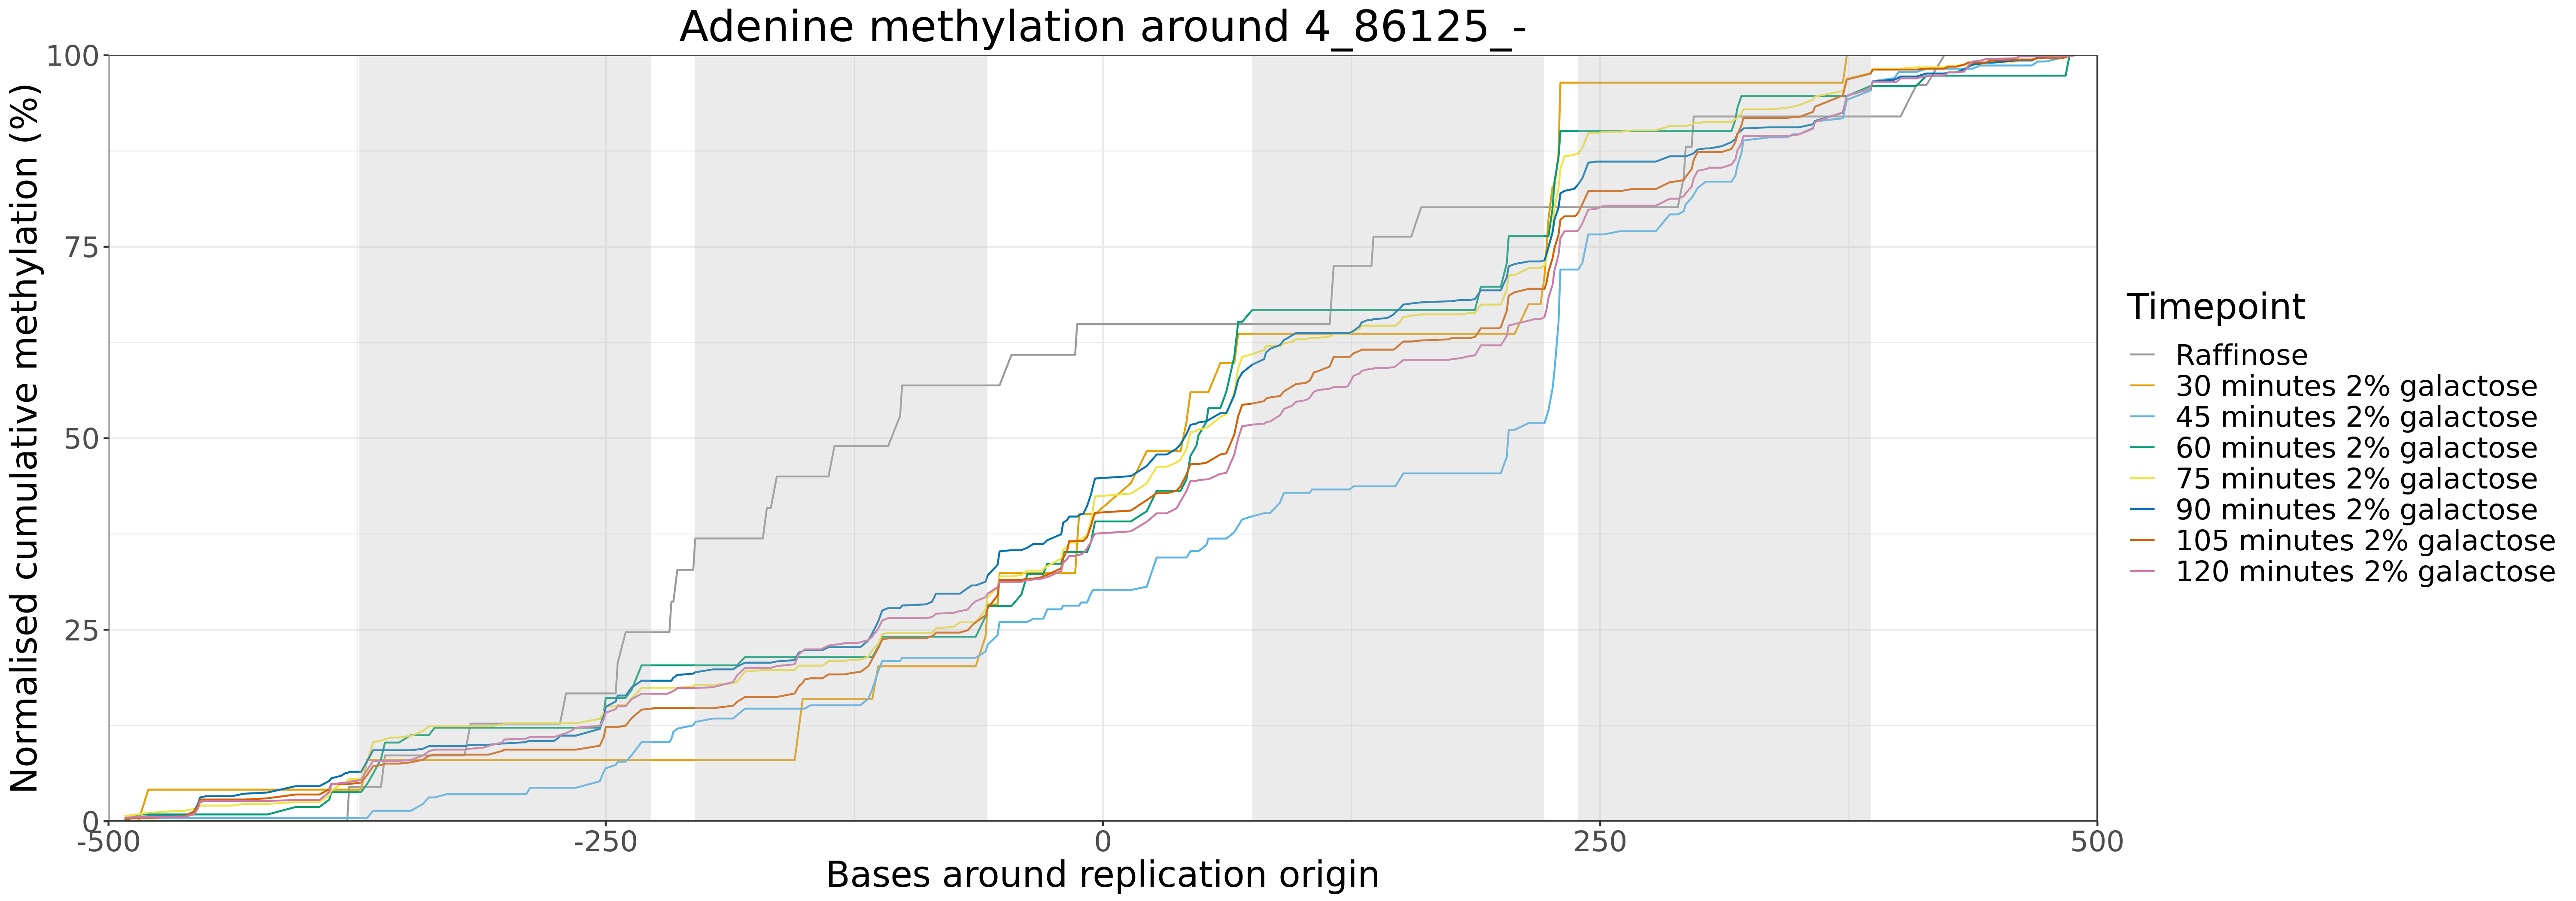 Adenine methylation around 4_86125_-
Normalised cumulative methylation (%)
100
75
50
25
0
-500
-250
0
250
500
Bases around replication origin
Timepoint
Raffinose
30 minutes 2% galactose
45 minutes 2% galactose
60 minutes 2% galactose
75 minutes 2% galactose
90 minutes 2% galactose
105 minutes 2% galactose
120 minutes 2% galactose